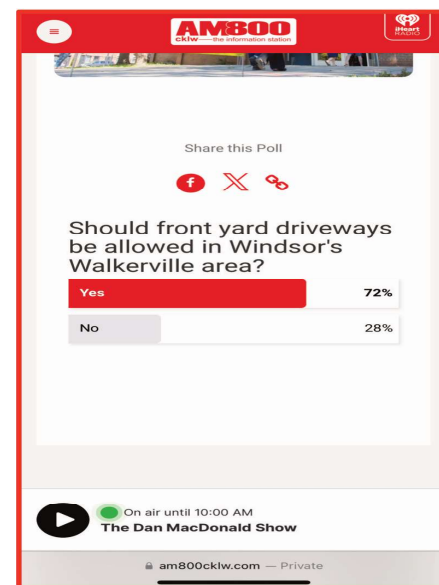 AM800
cklw — the information station
iHeart
RADIO
Share this Poll
Should front yard driveways
be allowed in Windsor's
Walkerville area?
Yes 72%
No 28%
On air until 10:00 AM
The Dan MacDonald Show
am800cklw.com — Private